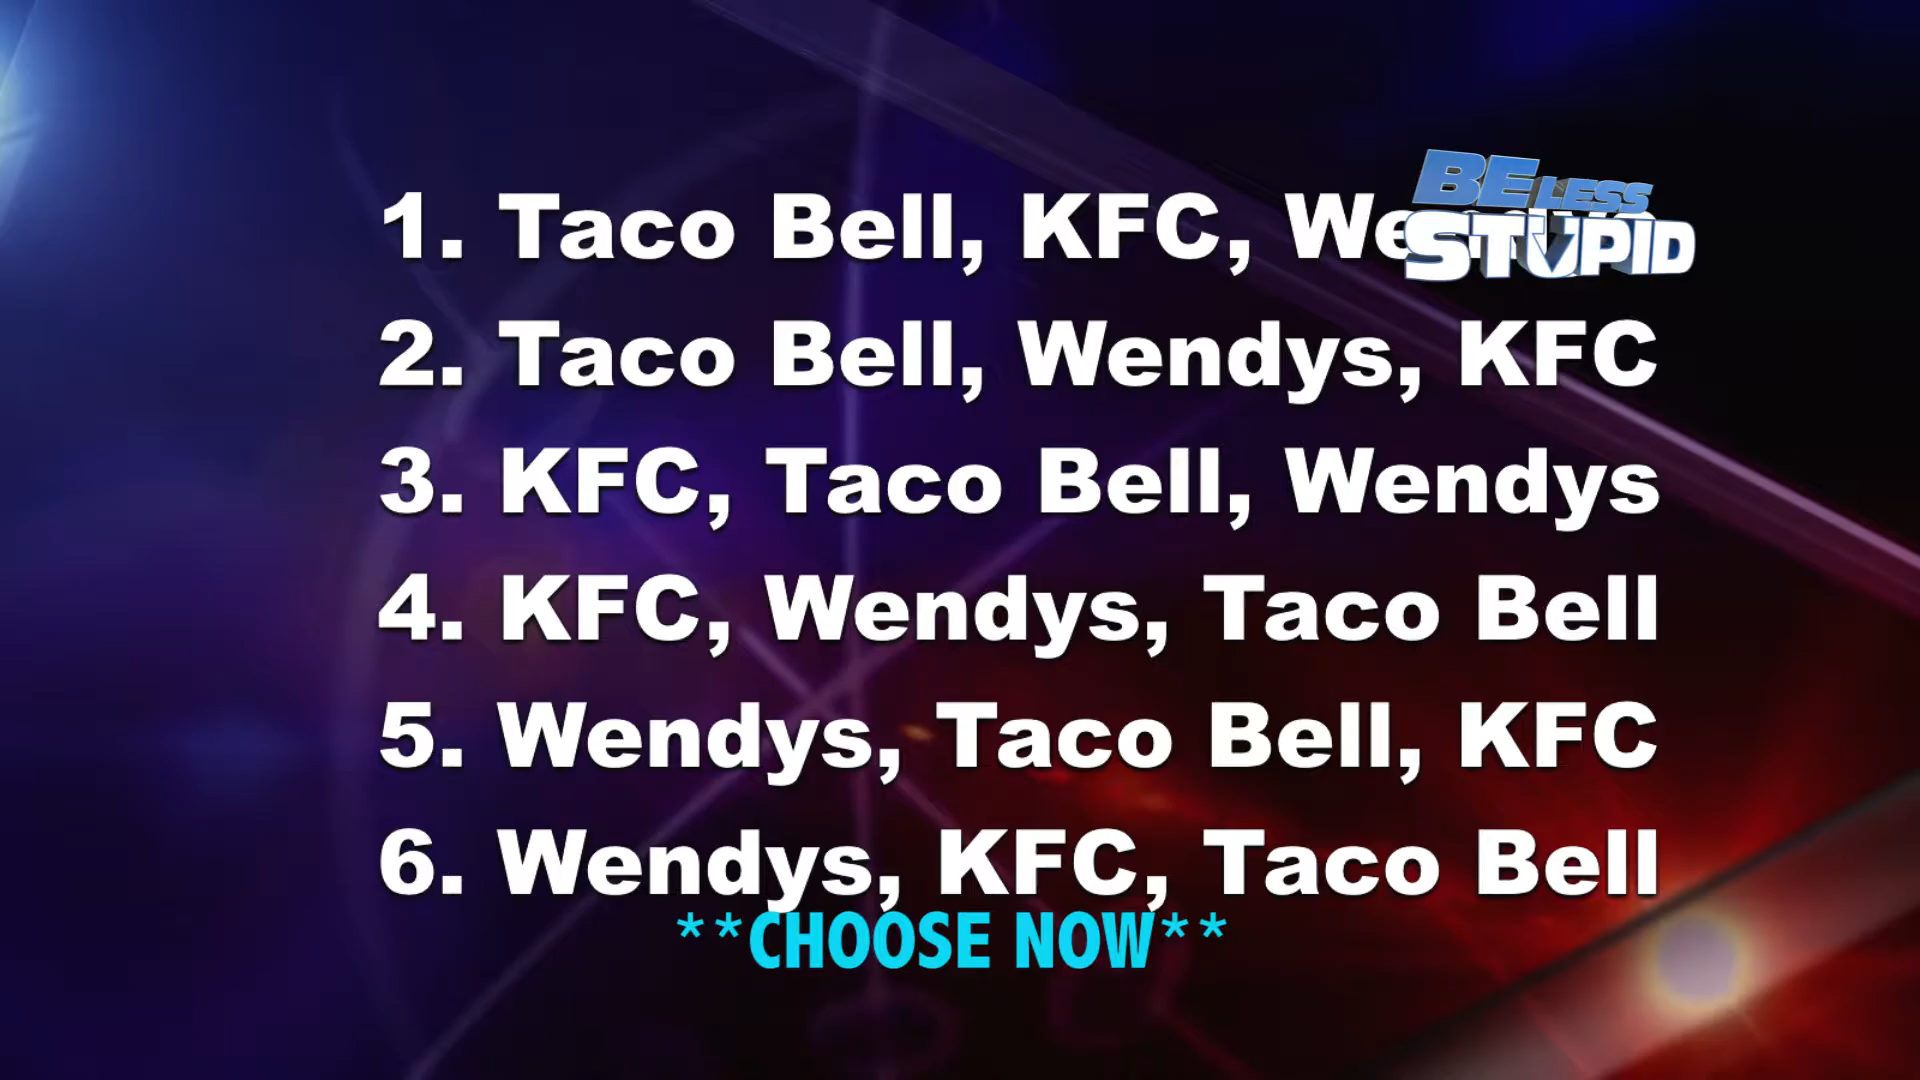 BE LESS
STUPID
1. Taco Bell, KFC,
2. Taco Bell, Wendys, KFC
3. KFC, Taco Bell, Wendys
4. KFC, Wendys, Taco Bell
5. Wendys, Taco Bell, KFC
6. Wendys, KFC, Taco Bell
**CHOOSE NOW**